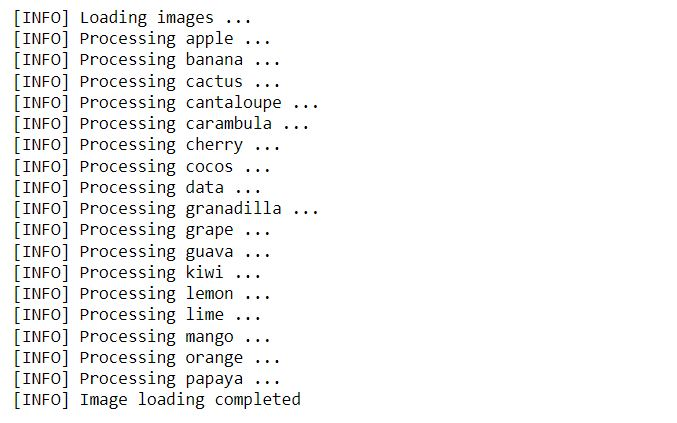 [INFO] Loading images ...
[INFO] Processing apple ...
[INFO] Processing banana ...
[INFO] Processing cactus ...
[INFO] Processing cantaloupe ...
[INFO] Processing carambula ...
[INFO] Processing cherry ...
[INFO] Processing cocos ...
[INFO] Processing data ...
[INFO] Processing granadilla ...
[INFO] Processing grape ...
[INFO] Processing guava ...
[INFO] Processing kiwi ...
[INFO] Processing lemon ...
[INFO] Processing lime ...
[INFO] Processing mango ...
[INFO] Processing orange ...
[INFO] Processing papaya ...
[INFO] Image loading completed